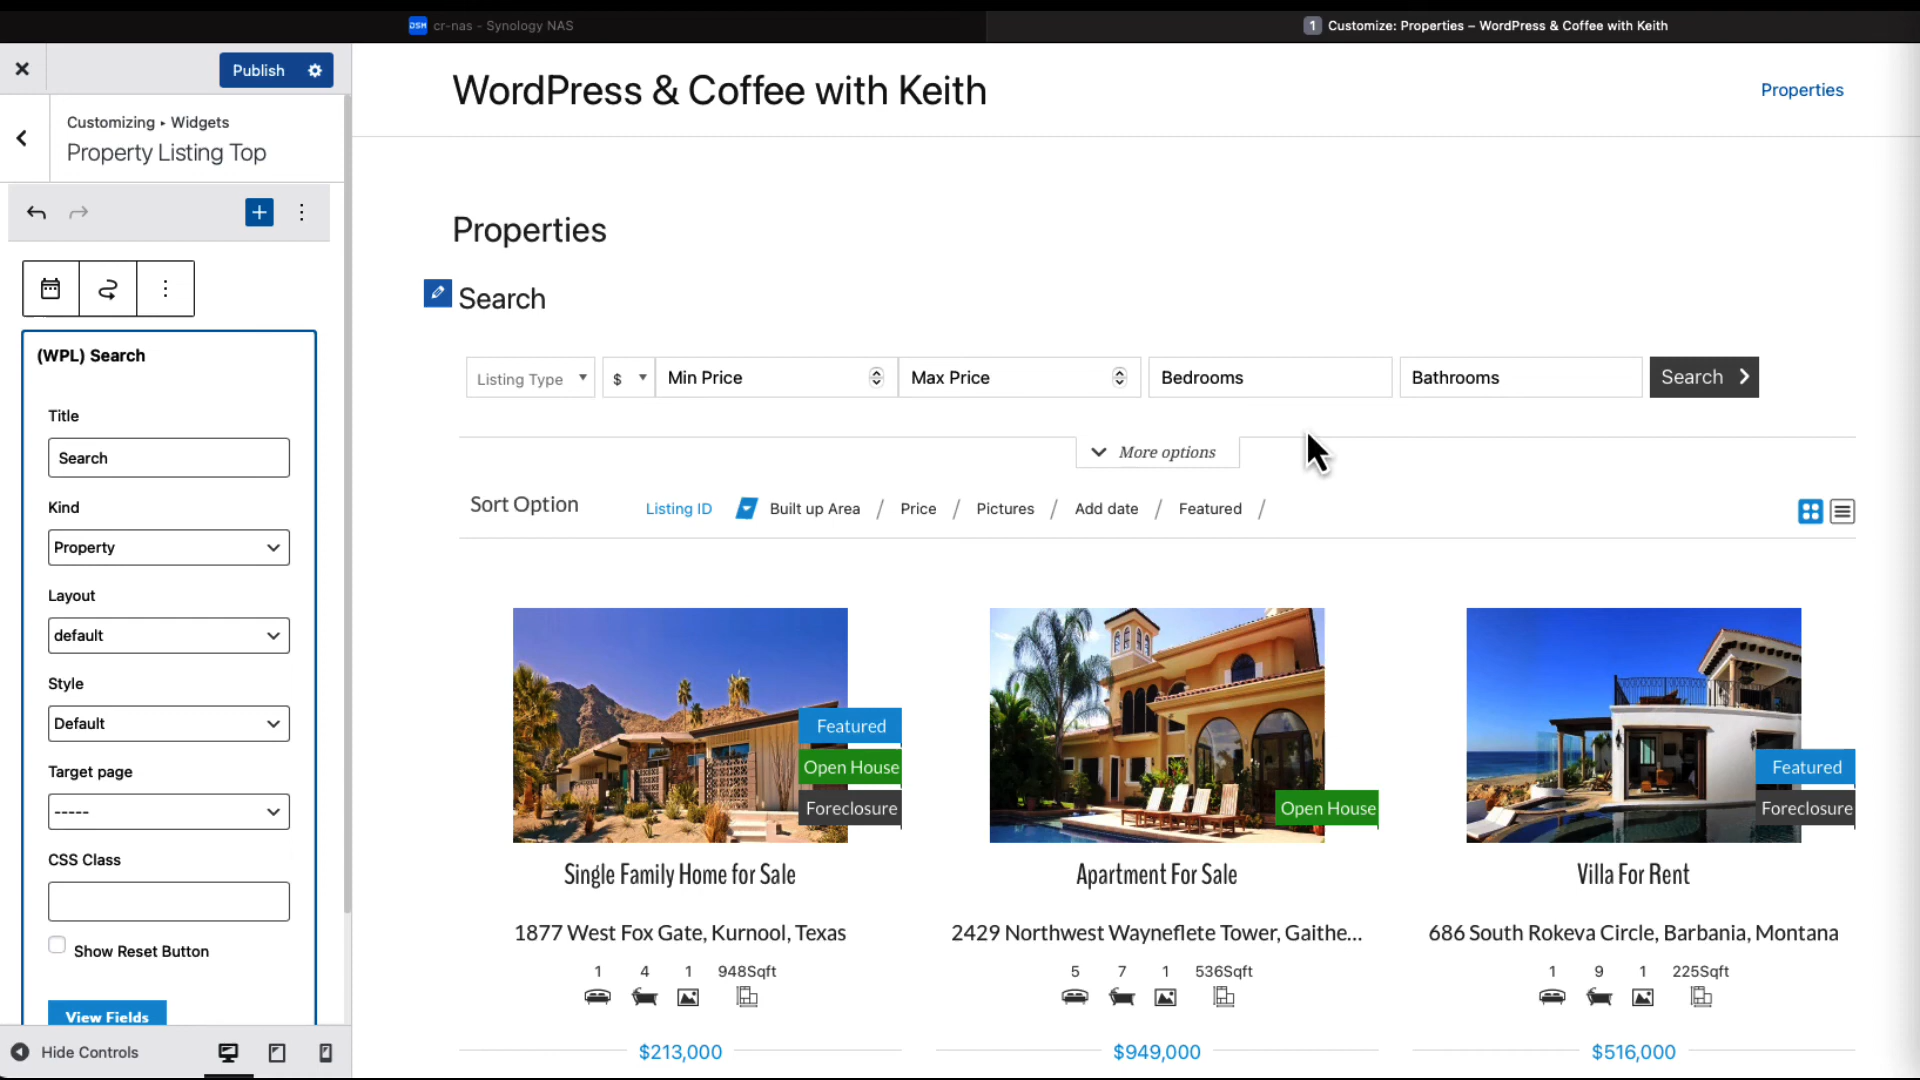 DSM cr-nas - Synology NAS
1 Customize: Properties – WordPress & Coffee with Keith
Publish
Customizing ▸ Widgets
Property Listing Top
(WPL) Search
Title
Search
Kind
Property
Layout
default
Style
Default
Target page
-----
CSS Class
Show Reset Button
View Fields
Hide Controls
WordPress & Coffee with Keith
Properties
Properties
Search
Listing Type $ Min Price Max Price Bedrooms Bathrooms Search
More options
Sort Option Listing ID Built up Area / Price / Pictures / Add date / Featured /
Featured
Open House
Foreclosure
Single Family Home for Sale
1877 West Fox Gate, Kurnool, Texas
1 4 1 948Sqft
$213,000
Open House
Apartment For Sale
2429 Northwest Wayneflete Tower, Gaithe...
5 7 1 536Sqft
$949,000
Featured
Foreclosure
Villa For Rent
686 South Rokeva Circle, Barbania, Montana
1 9 1 225Sqft
$516,000